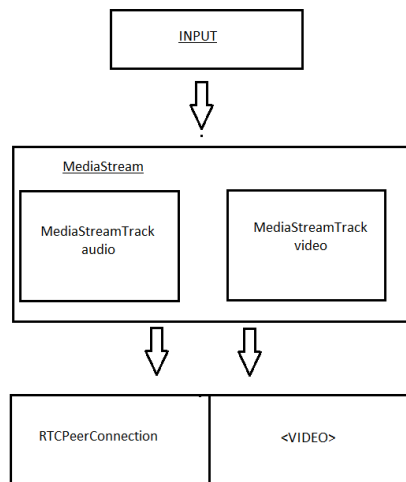 INPUT
MediaStream
MediaStreamTrack
audio
MediaStreamTrack
video
RTCPeerConnection
<VIDEO>